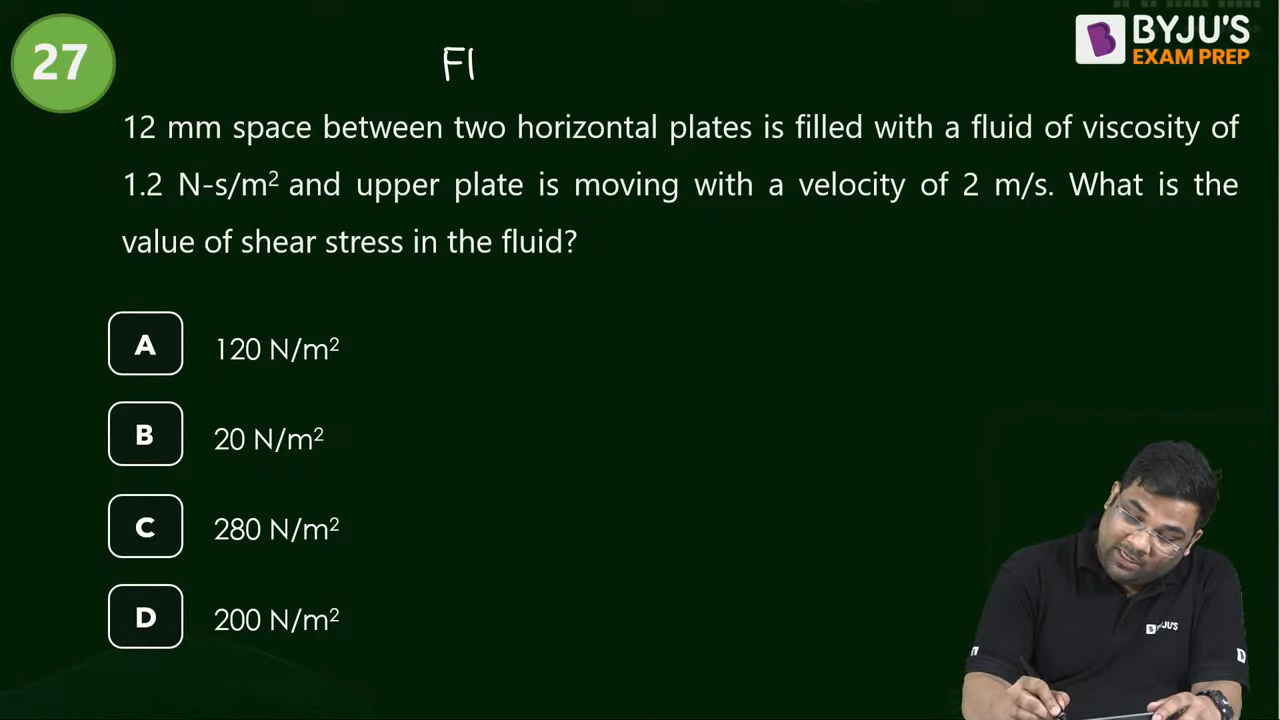 27
BYJU'S
EXAM PREP
FI
12 mm space between two horizontal plates is filled with a fluid of viscosity of
1.2 N-s/m² and upper plate is moving with a velocity of 2 m/s. What is the
value of shear stress in the fluid?
A 120 N/m²
B 20 N/m²
C 280 N/m²
D 200 N/m²
BYJU'S